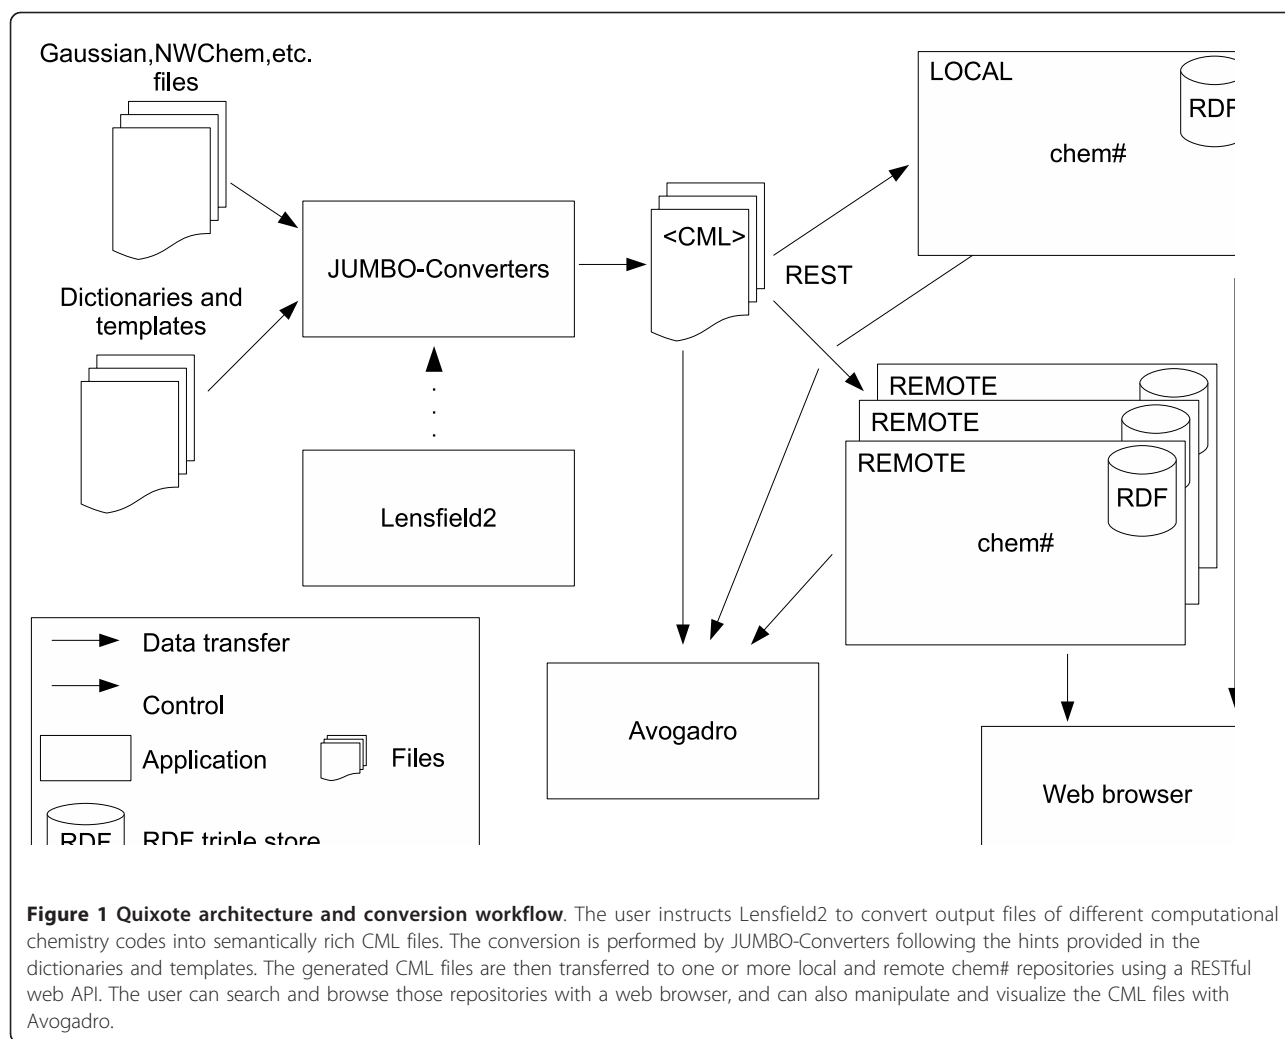 Gaussian,NWChem,etc.
files
Dictionaries and
templates
JUMBO-Converters
Lensfield2
<CML>
REST
LOCAL
RDF
chem#
REMOTE
REMOTE
REMOTE
RDF
chem#
Avogadro
Web browser
Data transfer
Control
Application
Files
RDF
RDF triple store
Figure 1 Quixote architecture and conversion workflow. The user instructs Lensfield2 to convert output files of different computational
chemistry codes into semantically rich CML files. The conversion is performed by JUMBO-Converters following the hints provided in the
dictionaries and templates. The generated CML files are then transferred to one or more local and remote chem# repositories using a RESTful
web API. The user can search and browse those repositories with a web browser, and can also manipulate and visualize the CML files with
Avogadro.